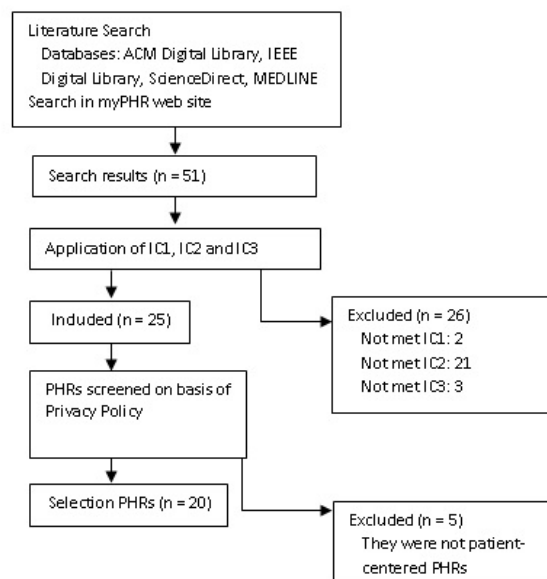 Literature Search
Databases: ACM Digital Library, IEEE
Digital Library, ScienceDirect, MEDLINE
Search in myPHR web site
Search results (n = 51)
Application of IC1, IC2 and IC3
Included (n = 25)
Excluded (n = 26)
Not met IC1: 2
Not met IC2: 21
Not met IC3: 3
PHRs screened on basis of
Privacy Policy
Selection PHRs (n = 20)
Excluded (n = 5)
They were not patient-
centered PHRs